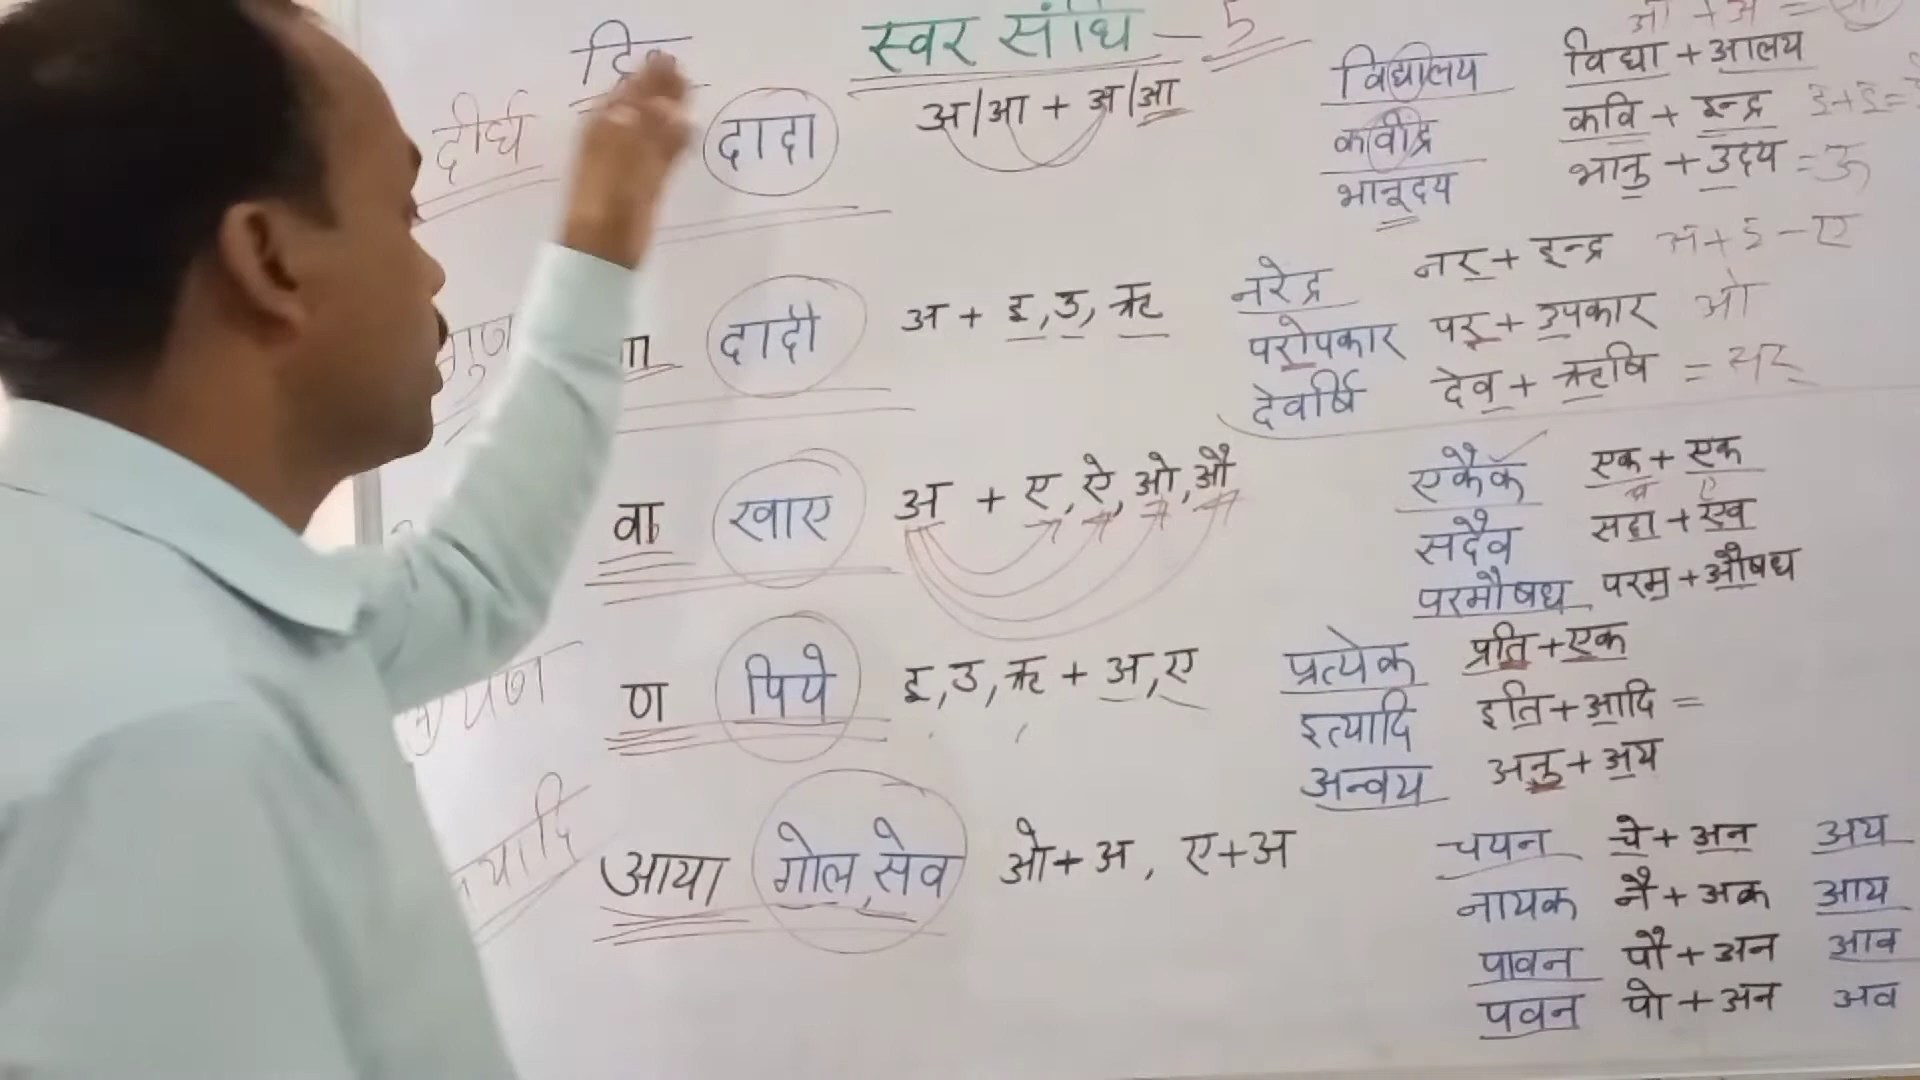 स्वर संधि - 5
दीर्घ दादा अ/आ + अ/आ
विद्यालय विद्या + आलय
कवींद्र कवि + इन्द्र
भानूदय भानु + उदय = ऊ
गुण दादी अ + इ, उ, ऋ
नरेंद्र नर + इन्द्र अ + इ - ए
परोपकार पर + उपकार ओ
देवर्षि देव + ऋषि =
वा खाए अ + ए, ऐ, ओ, औ
एकैक एक + एक
सदैव सदा + एव
परमौषध परम + औषध
ण पिये इ, उ, ऋ + अ, ए
प्रत्येक प्रति + एक
इत्यादि इति + आदि =
अन्वय अनु + अय
आया गोल, सेव ओ + अ, ए + अ
चयन चे + अन अय
नायक नै + अक आय
पावन पौ + अन आव
पवन पो + अन अव